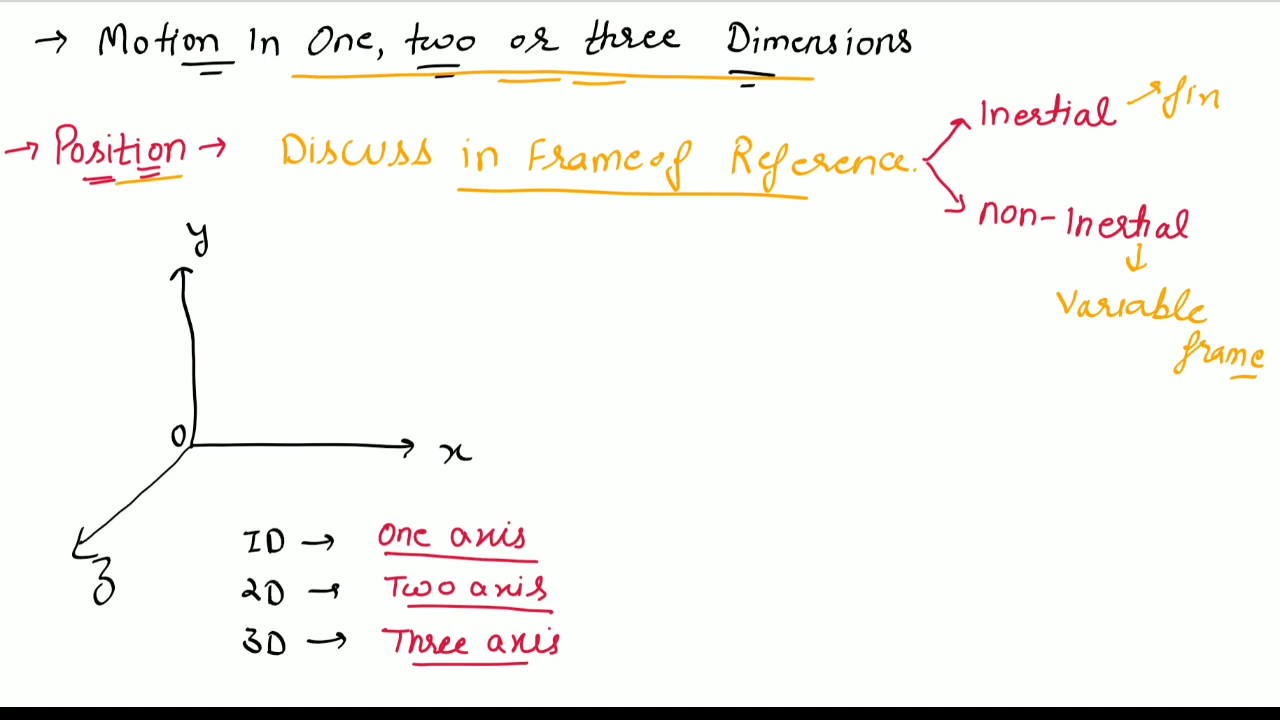 → Motion In One, two or three Dimensions
→ Position → Discuss in Frame of Reference.
Inertial → fin
non-Inertial
↓
Variable
frame
y
0
x
z
1D → One axis
2D → Two axis
3D → Three axis